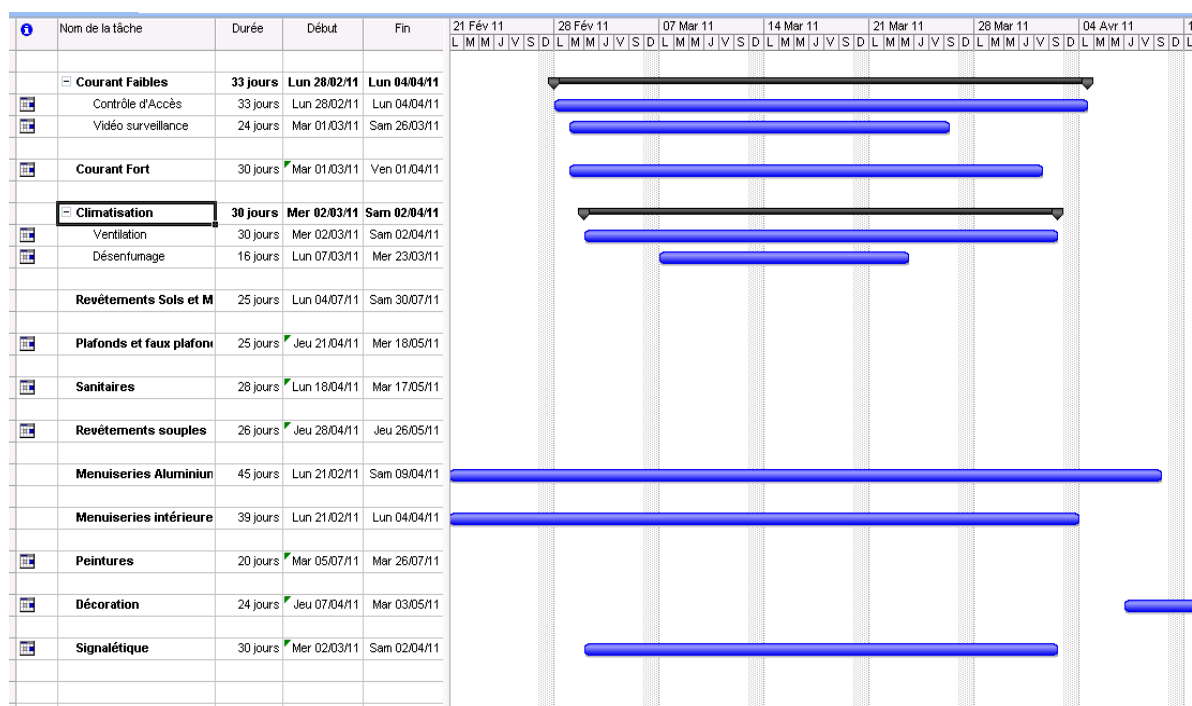 Nom de la tâche Durée Début Fin 21 Fév 11 28 Fév 11 07 Mar 11 14 Mar 11 21 Mar 11 28 Mar 11 04 Avr 11 1
L M M J V S D L M M J V S D L M M J V S D L M M J V S D L M M J V S D L M M J V S D L M M J V S D L
Courant Faibles 33 jours Lun 28/02/11 Lun 04/04/11
Contrôle d'Accès 33 jours Lun 28/02/11 Lun 04/04/11
Vidéo surveillance 24 jours Mar 01/03/11 Sam 26/03/11
Courant Fort 30 jours Mar 01/03/11 Ven 01/04/11
Climatisation 30 jours Mer 02/03/11 Sam 02/04/11
Ventilation 30 jours Mer 02/03/11 Sam 02/04/11
Désenfumage 16 jours Lun 07/03/11 Mer 23/03/11
Revêtements Sols et M 25 jours Lun 04/07/11 Sam 30/07/11
Plafonds et faux plafon 25 jours Jeu 21/04/11 Mer 18/05/11
Sanitaires 28 jours Lun 18/04/11 Mar 17/05/11
Revêtements souples 26 jours Jeu 28/04/11 Jeu 26/05/11
Menuiseries Aluminiun 45 jours Lun 21/02/11 Sam 09/04/11
Menuiseries intérieure 39 jours Lun 21/02/11 Lun 04/04/11
Peintures 20 jours Mar 05/07/11 Mar 26/07/11
Décoration 24 jours Jeu 07/04/11 Mar 03/05/11
Signalétique 30 jours Mer 02/03/11 Sam 02/04/11